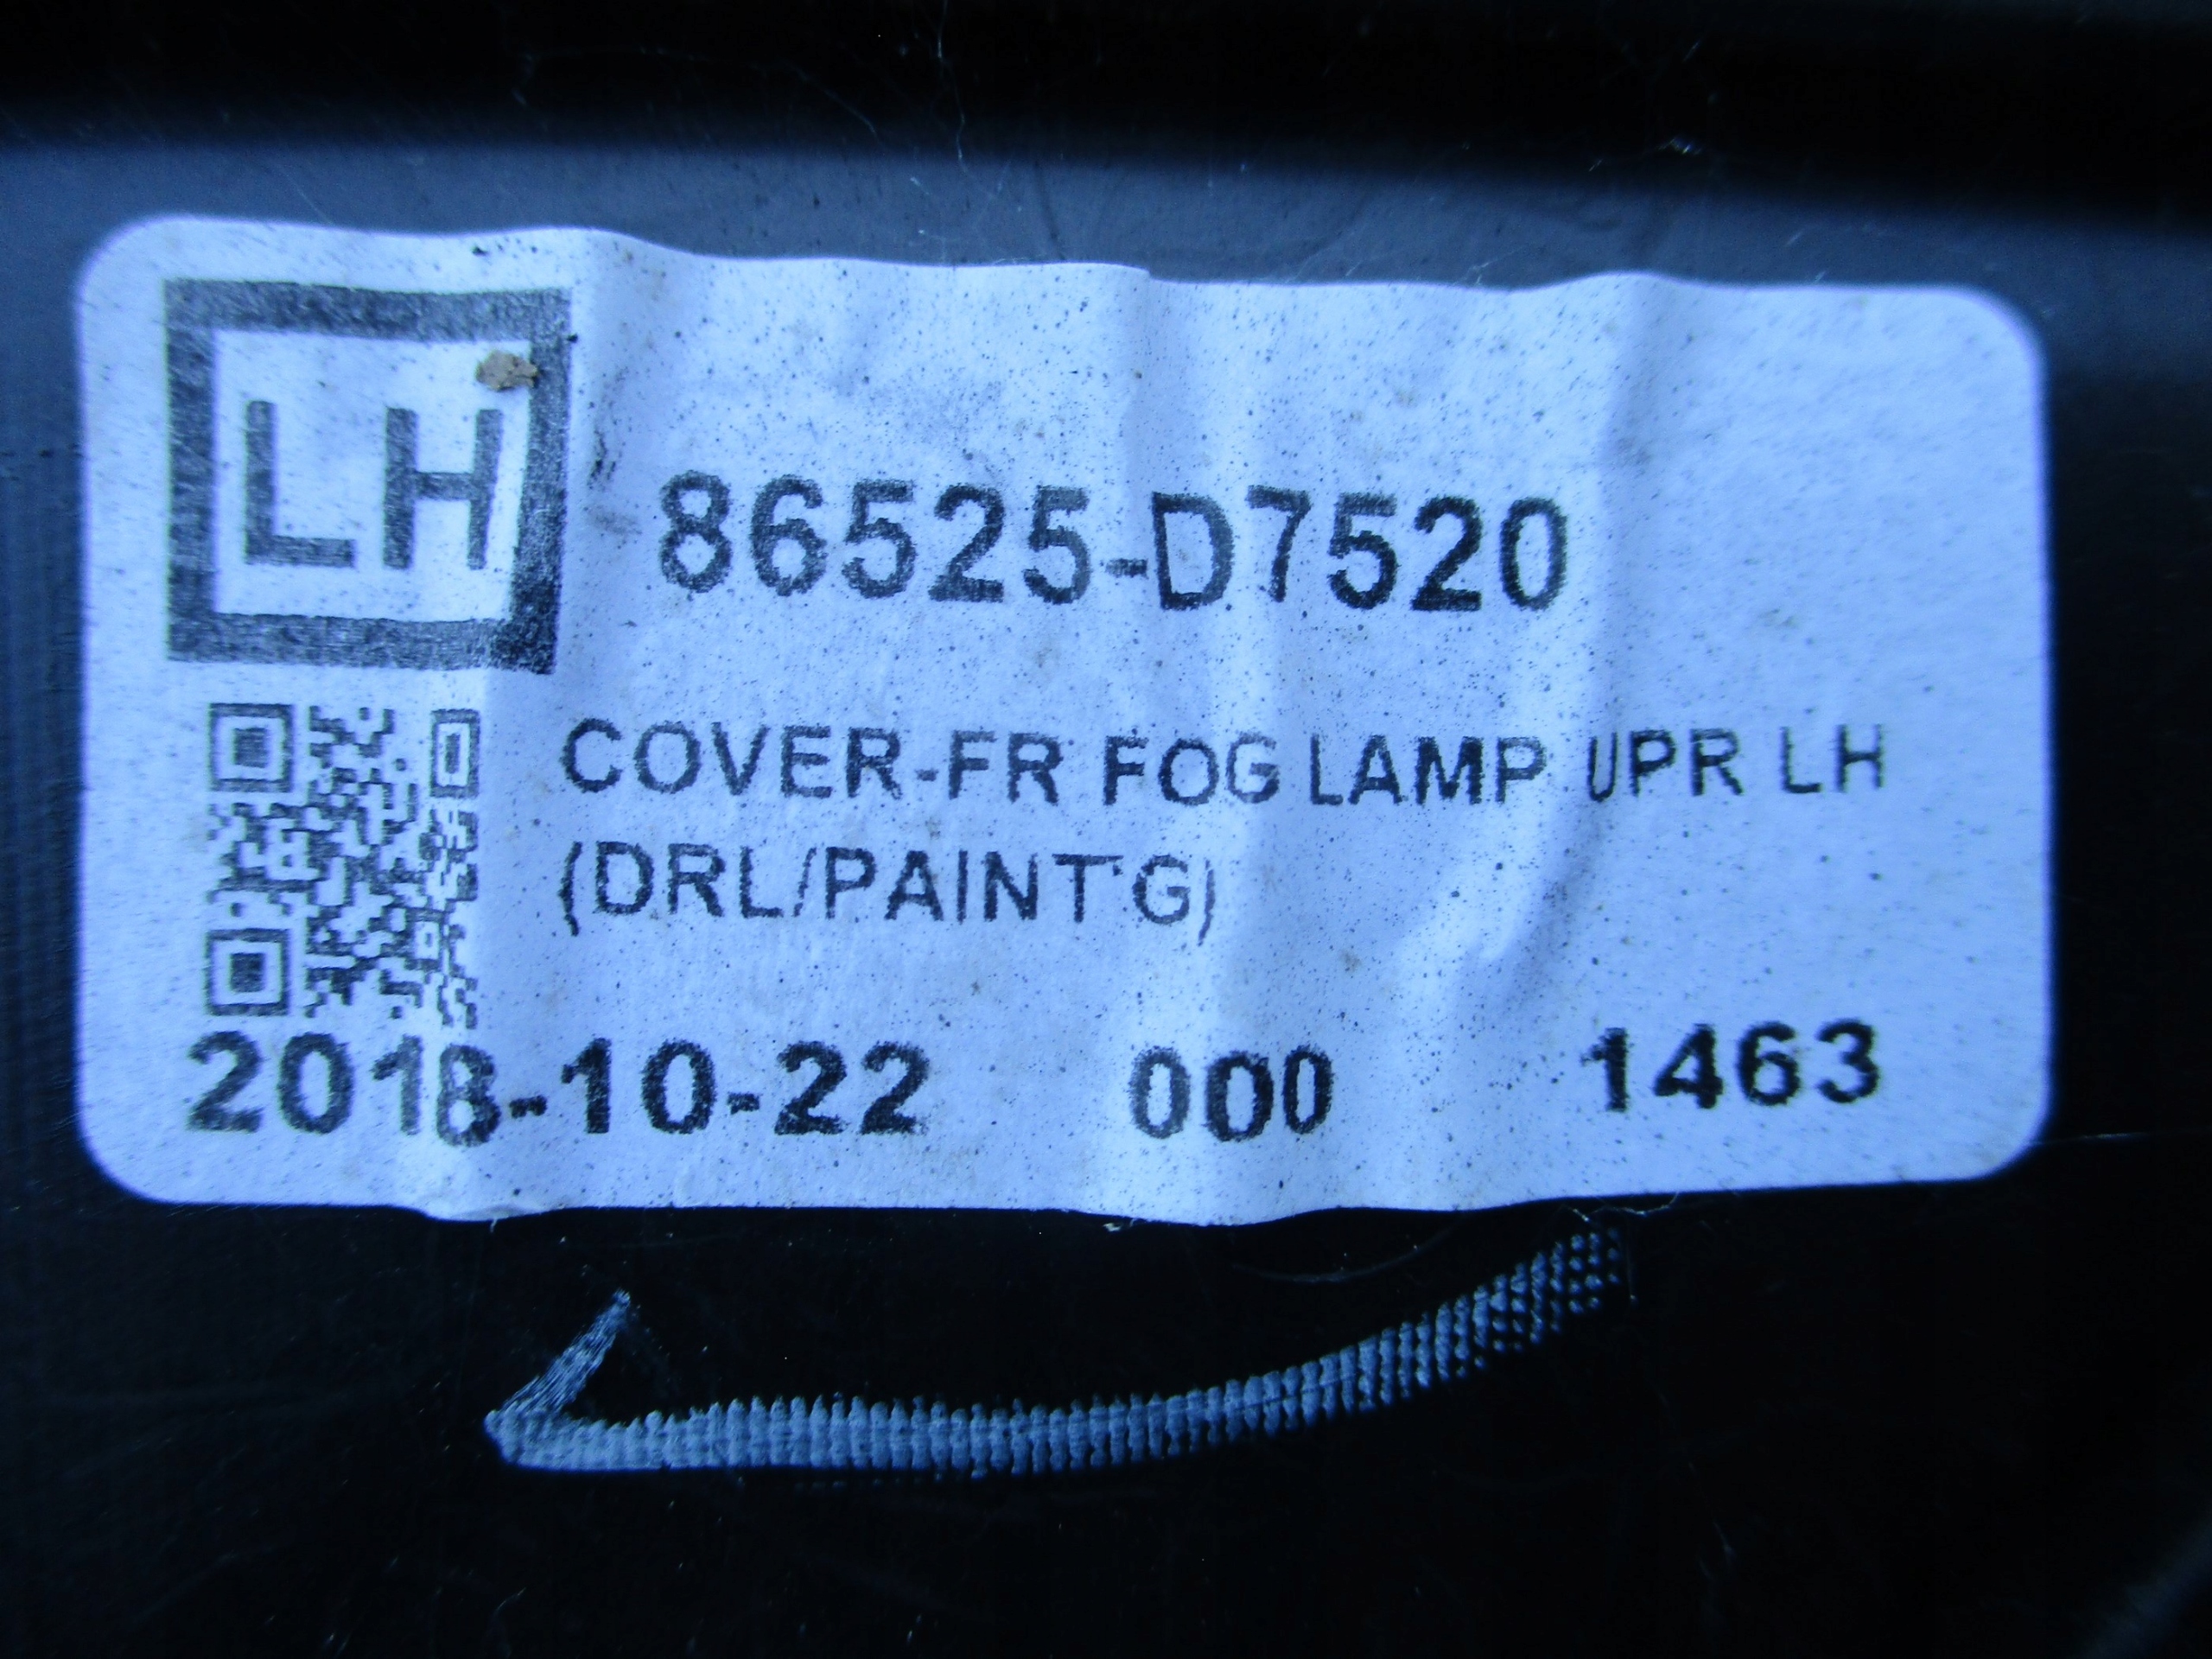 LH
86525-D7520
COVER-FR FOG LAMP UPR LH
(DRL/PAINT'G)
2018-10-22 000 1463